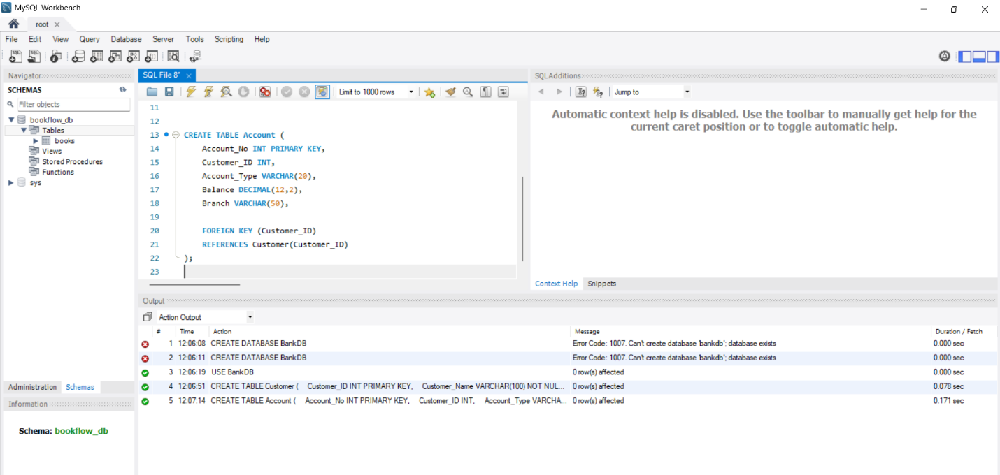 MySQL Workbench
root
File Edit View Query Database Server Tools Scripting Help
Navigator
SCHEMAS
Filter objects
bookflow_db
Tables
books
Views
Stored Procedures
Functions
sys
Administration Schemas
Information
Schema: bookflow_db
SQL File 8*
Limit to 1000 rows
11
12
13 CREATE TABLE Account (
14 Account_No INT PRIMARY KEY,
15 Customer_ID INT,
16 Account_Type VARCHAR(20),
17 Balance DECIMAL(12,2),
18 Branch VARCHAR(50),
19
20 FOREIGN KEY (Customer_ID)
21 REFERENCES Customer(Customer_ID)
22 );
23
SQLAdditions
Jump to
Automatic context help is disabled. Use the toolbar to manually get help for the
current caret position or to toggle automatic help.
Context Help Snippets
Output
Action Output
# Time Action Message Duration / Fetch
1 12:06:08 CREATE DATABASE BankDB Error Code: 1007. Can't create database 'bankdb'; database exists 0.000 sec
2 12:06:11 CREATE DATABASE BankDB Error Code: 1007. Can't create database 'bankdb'; database exists 0.000 sec
3 12:06:19 USE BankDB 0 row(s) affected 0.000 sec
4 12:06:51 CREATE TABLE Customer ( Customer_ID INT PRIMARY KEY, Customer_Name VARCHAR(100) NOT NUL... 0 row(s) affected 0.078 sec
5 12:07:14 CREATE TABLE Account ( Account_No INT PRIMARY KEY, Customer_ID INT, Account_Type VARCHA... 0 row(s) affected 0.171 sec